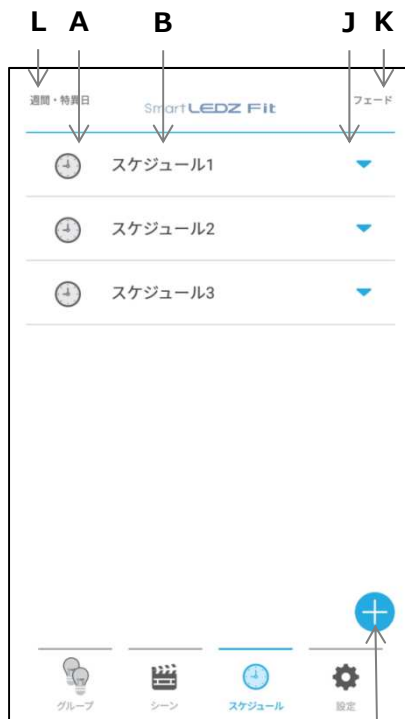 L A B J K
週間・特異日 Smart LEDZ Fit フェード
スケジュール1
スケジュール2
スケジュール3
グループ シーン スケジュール 設定